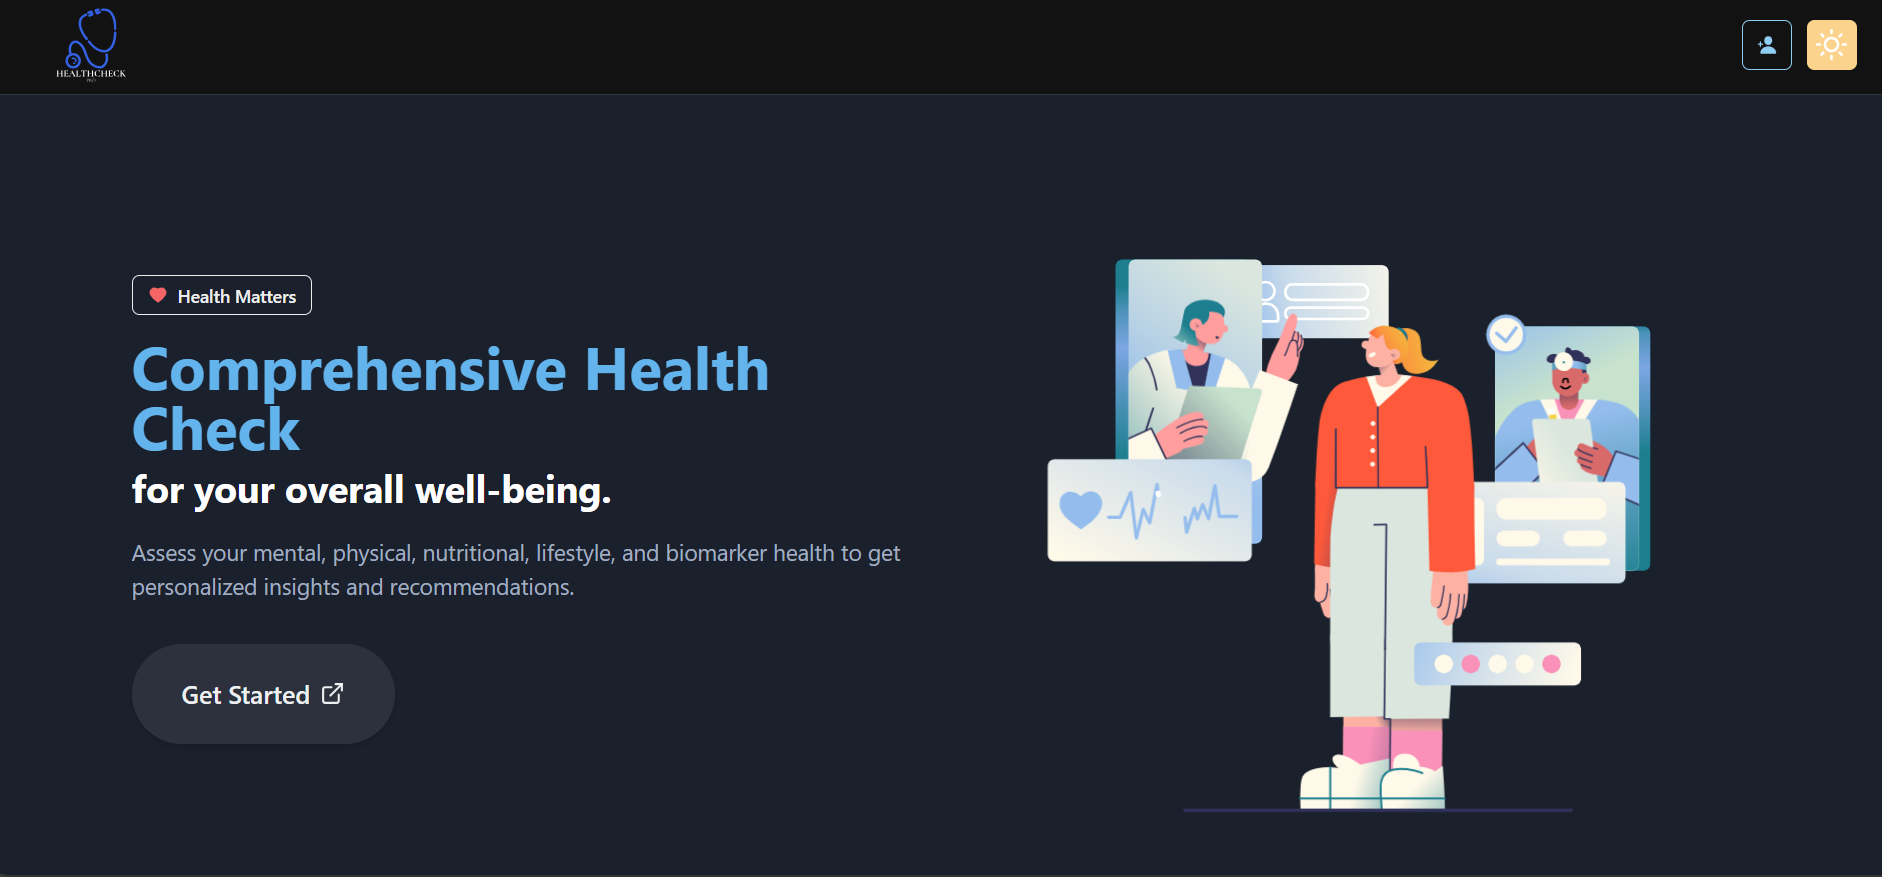 HEALTHCHECK
Health Matters
Comprehensive Health
Check
for your overall well-being.
Assess your mental, physical, nutritional, lifestyle, and biomarker health to get
personalized insights and recommendations.
Get Started